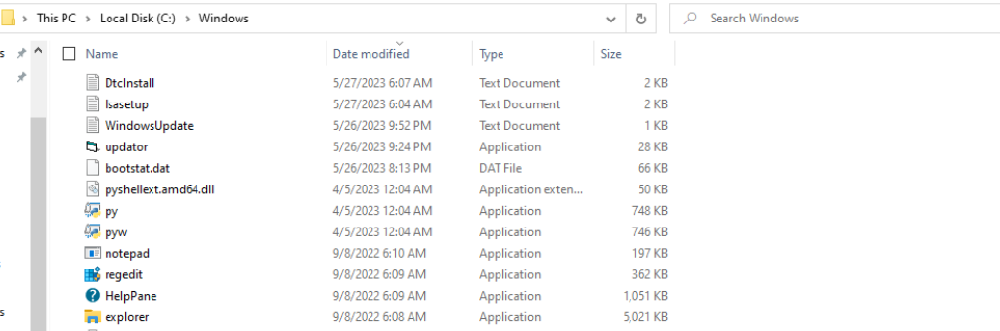 This PC > Local Disk (C:) > Windows
Search Windows
Name Date modified Type Size
DtcInstall 5/27/2023 6:07 AM Text Document 2 KB
lsasetup 5/27/2023 6:04 AM Text Document 2 KB
WindowsUpdate 5/26/2023 9:52 PM Text Document 1 KB
updator 5/26/2023 9:24 PM Application 28 KB
bootstat.dat 5/26/2023 8:13 PM DAT File 66 KB
pyshellext.amd64.dll 4/5/2023 12:04 AM Application exten... 50 KB
py 4/5/2023 12:04 AM Application 748 KB
pyw 4/5/2023 12:04 AM Application 746 KB
notepad 9/8/2022 6:10 AM Application 197 KB
regedit 9/8/2022 6:09 AM Application 362 KB
HelpPane 9/8/2022 6:09 AM Application 1,051 KB
explorer 9/8/2022 6:08 AM Application 5,021 KB